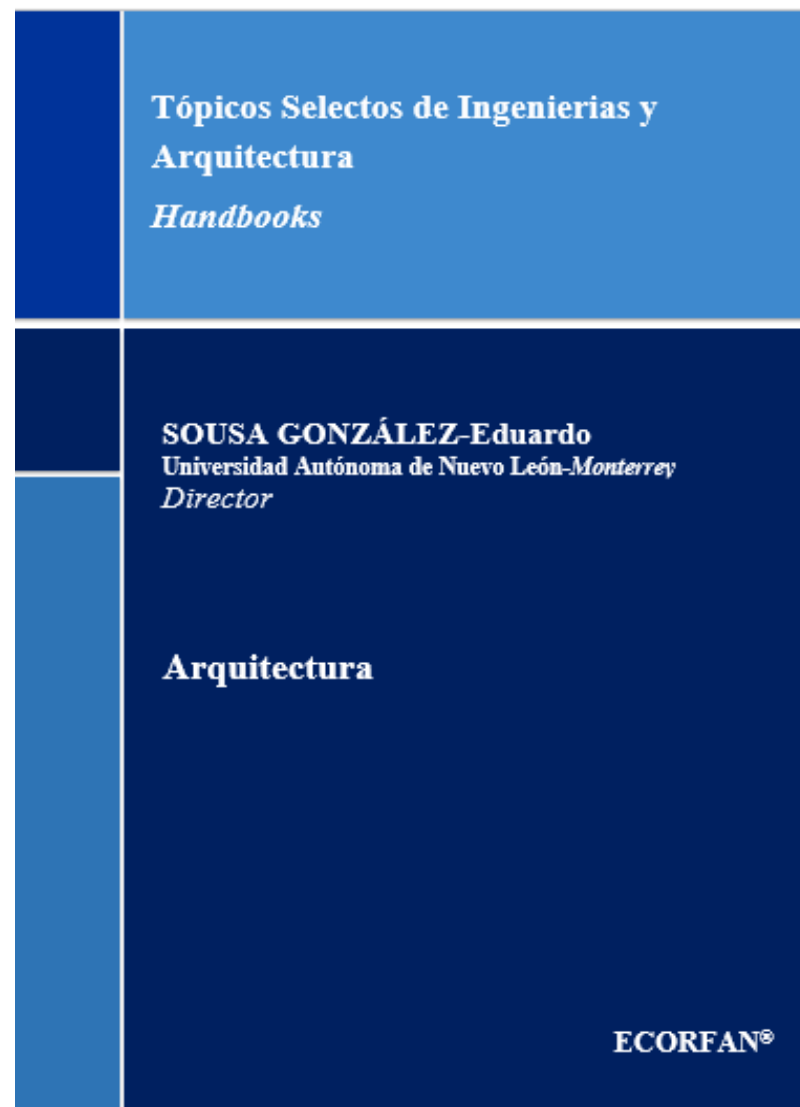 Tópicos Selectos de Ingenierias y
Arquitectura
Handbooks
SOUSA GONZÁLEZ-Eduardo
Universidad Autónoma de Nuevo León-Monterrey
Director
Arquitectura
ECORFAN®